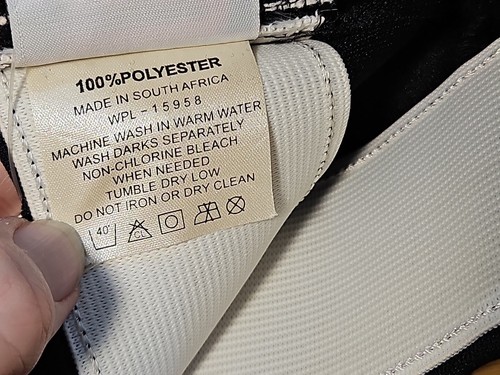 100%POLYESTER
MADE IN SOUTH AFRICA
WPL - 15958
MACHINE WASH IN WARM WATER
WASH DARKS SEPARATELY
NON-CHLORINE BLEACH
WHEN NEEDED
TUMBLE DRY LOW
DO NOT IRON OR DRY CLEAN
40° CL